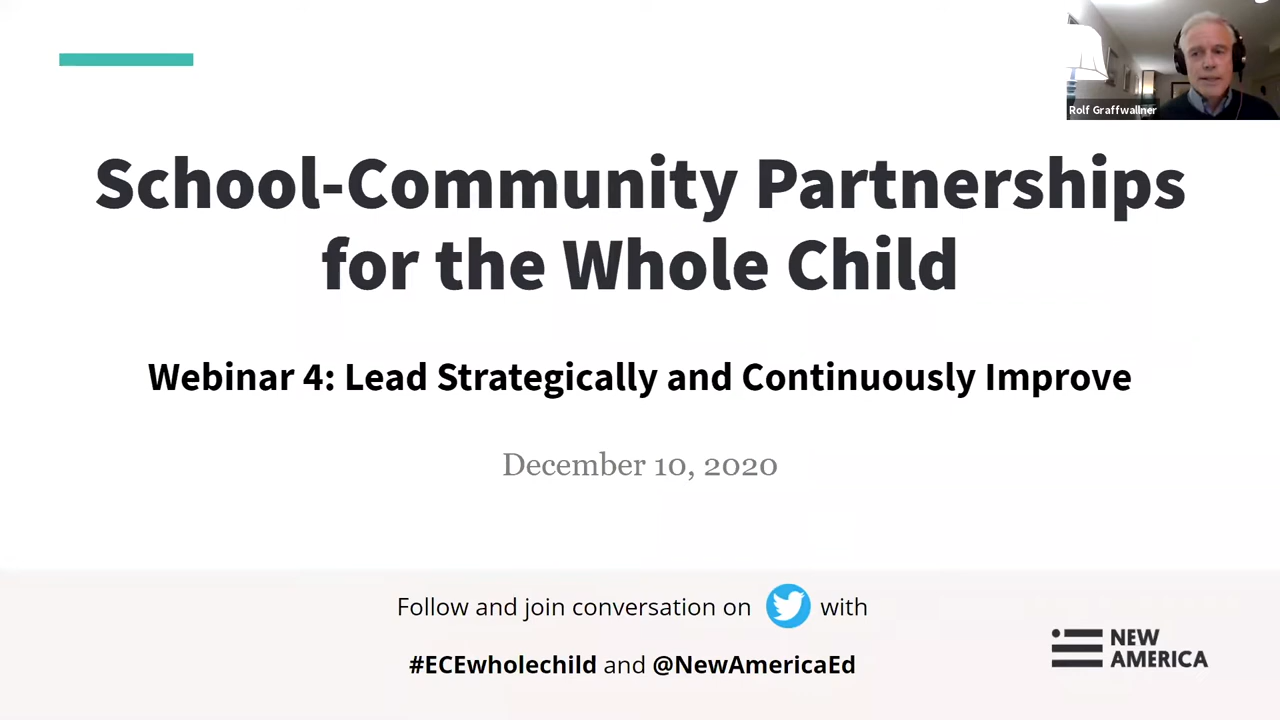 Rolf Graffwallner
School-Community Partnerships
for the Whole Child
Webinar 4: Lead Strategically and Continuously Improve
December 10, 2020
Follow and join conversation on with
#ECEwholechild and @NewAmericaEd
NEW
AMERICA